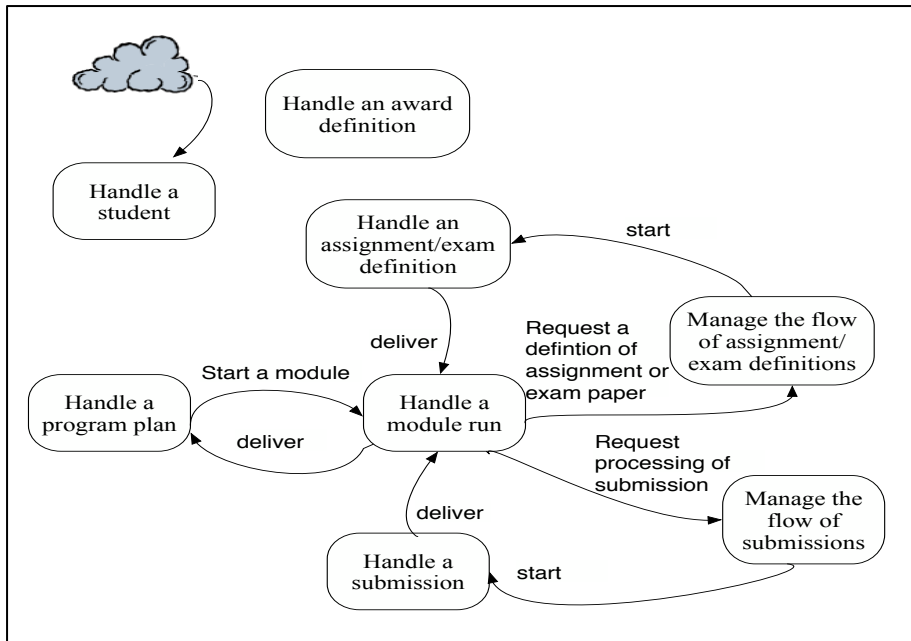 Handle an award
definition
Handle a
student
Handle an
assignment/exam
definition
start
Manage the flow
of assignment/
exam definitions
deliver
Request a
defintion of
assignment or
exam paper
Start a module
Handle a
program plan
Handle a
module run
deliver
Request
processing of
submission
Manage the
flow of
submissions
deliver
Handle a
submission
start